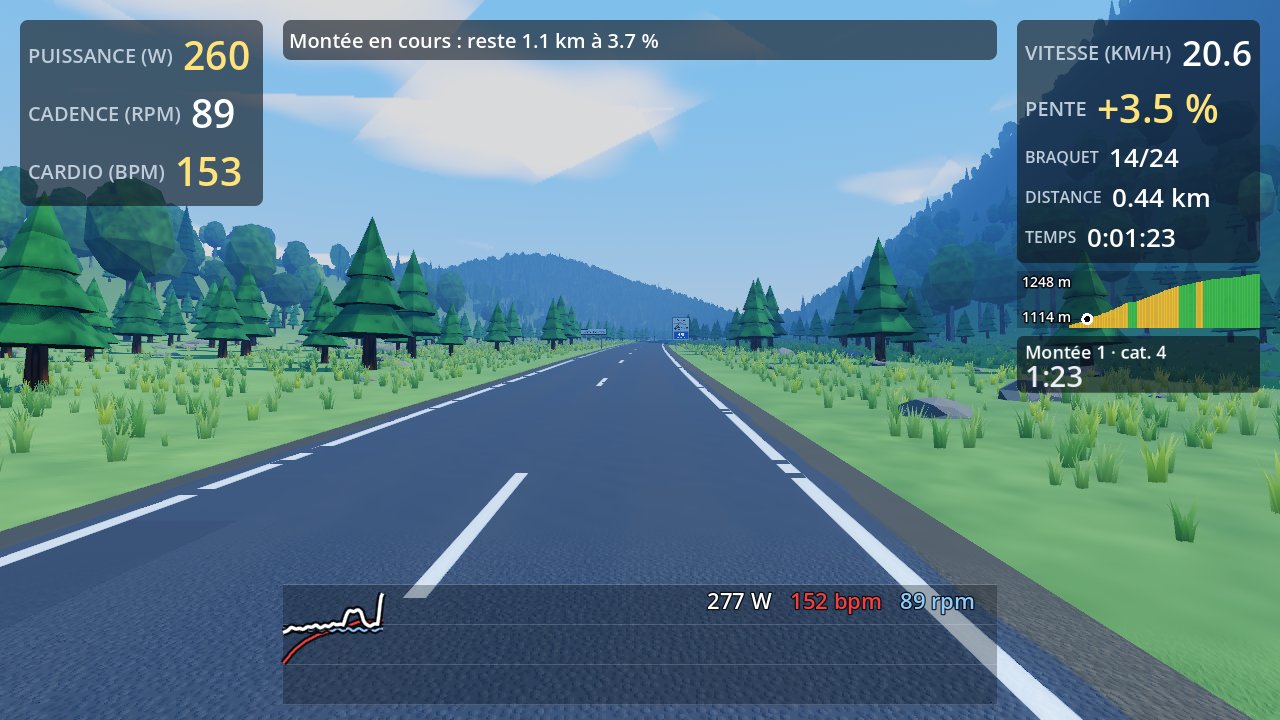 PUISSANCE (W) 260
CADENCE (RPM) 89
CARDIO (BPM) 153
Montée en cours : reste 1.1 km à 3.7 %
VITESSE (KM/H) 20.6
PENTE +3.5 %
BRAQUET 14/24
DISTANCE 0.44 km
TEMPS 0:01:23
1248 m
1114 m
Montée 1 · cat. 4
1:23
277 W 152 bpm 89 rpm